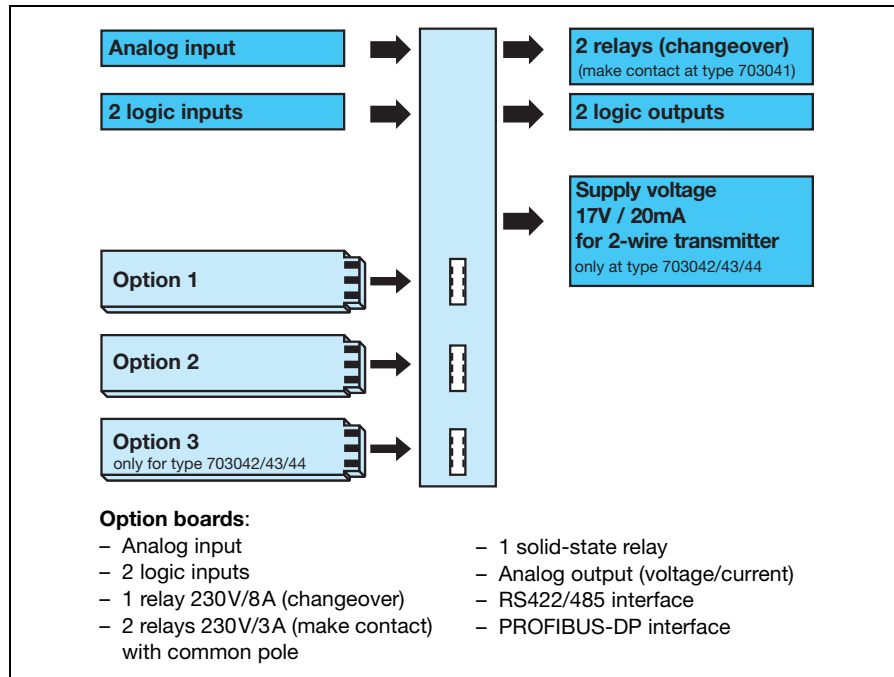 Analog input
2 logic inputs
2 relays (changeover)
(make contact at type 703041)
2 logic outputs
Supply voltage
17V / 20mA
for 2-wire transmitter
only at type 703042/43/44
Option 1
Option 2
Option 3
only for type 703042/43/44
Option boards:
– Analog input
– 2 logic inputs
– 1 relay 230V/8A (changeover)
– 2 relays 230V/3A (make contact)
with common pole
– 1 solid-state relay
– Analog output (voltage/current)
– RS422/485 interface
– PROFIBUS-DP interface